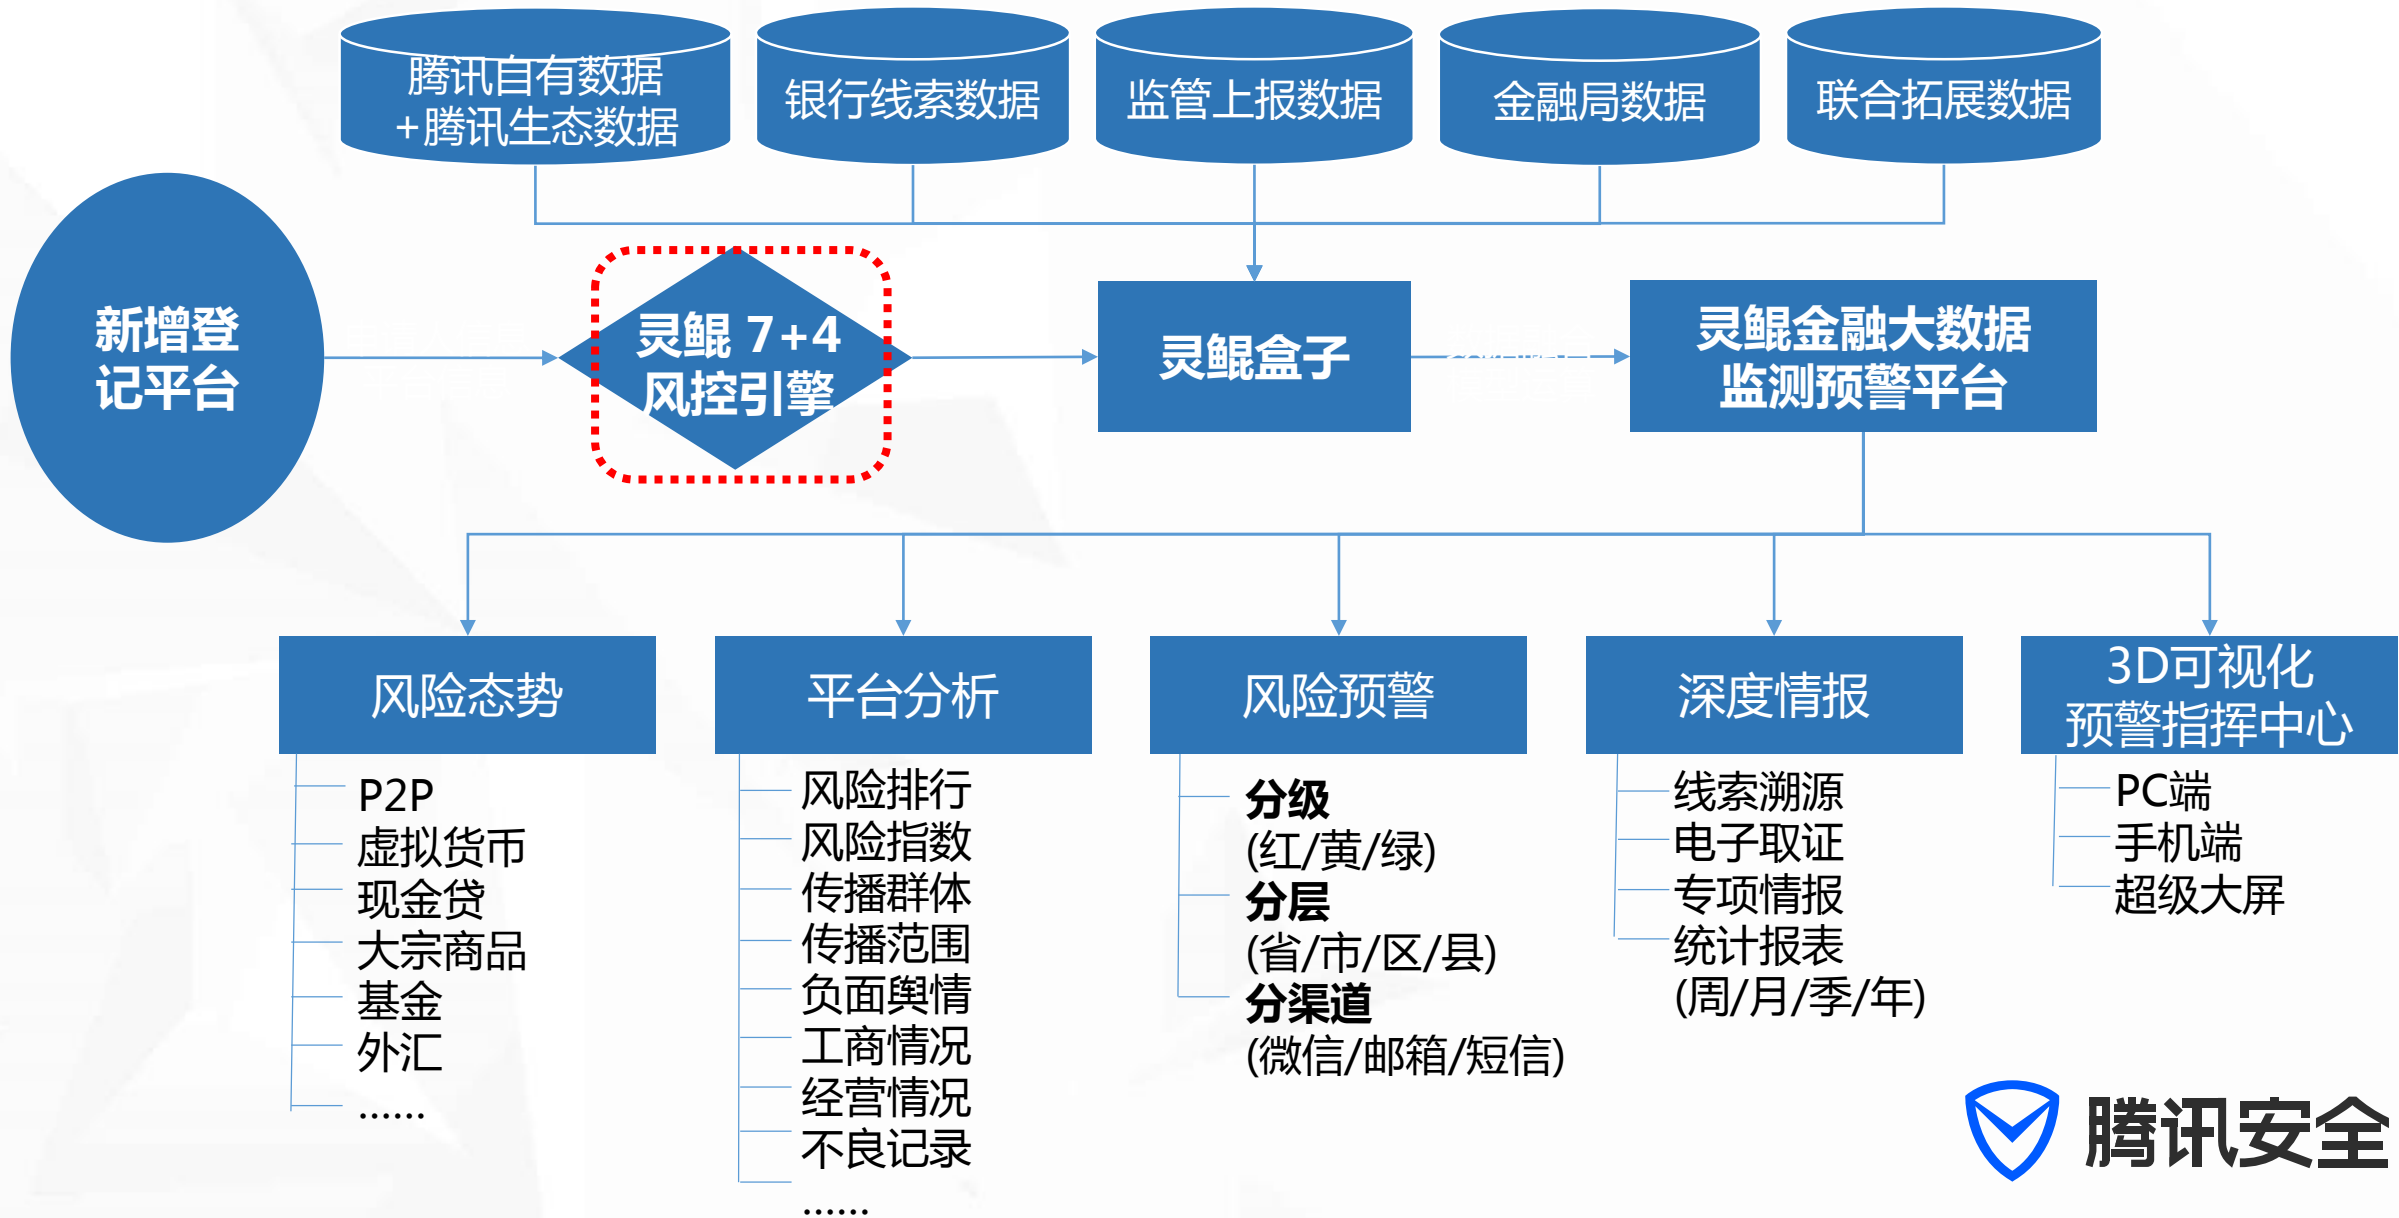 腾讯自有数据
+腾讯生态数据
银行线索数据
监管上报数据
金融局数据
联合拓展数据
新增登
记平台
灵鲲 7+4
风控引擎
灵鲲盒子
灵鲲金融大数据
监测预警平台
风险态势
P2P
虚拟货币
现金贷
大宗商品
基金
外汇
......
平台分析
风险排行
风险指数
传播群体
传播范围
负面舆情
工商情况
经营情况
不良记录
......
风险预警
分级
(红/黄/绿)
分层
(省/市/区/县)
分渠道
(微信/邮箱/短信)
深度情报
线索溯源
电子取证
专项情报
统计报表
(周/月/季/年)
3D可视化
预警指挥中心
PC端
手机端
超级大屏
腾讯安全